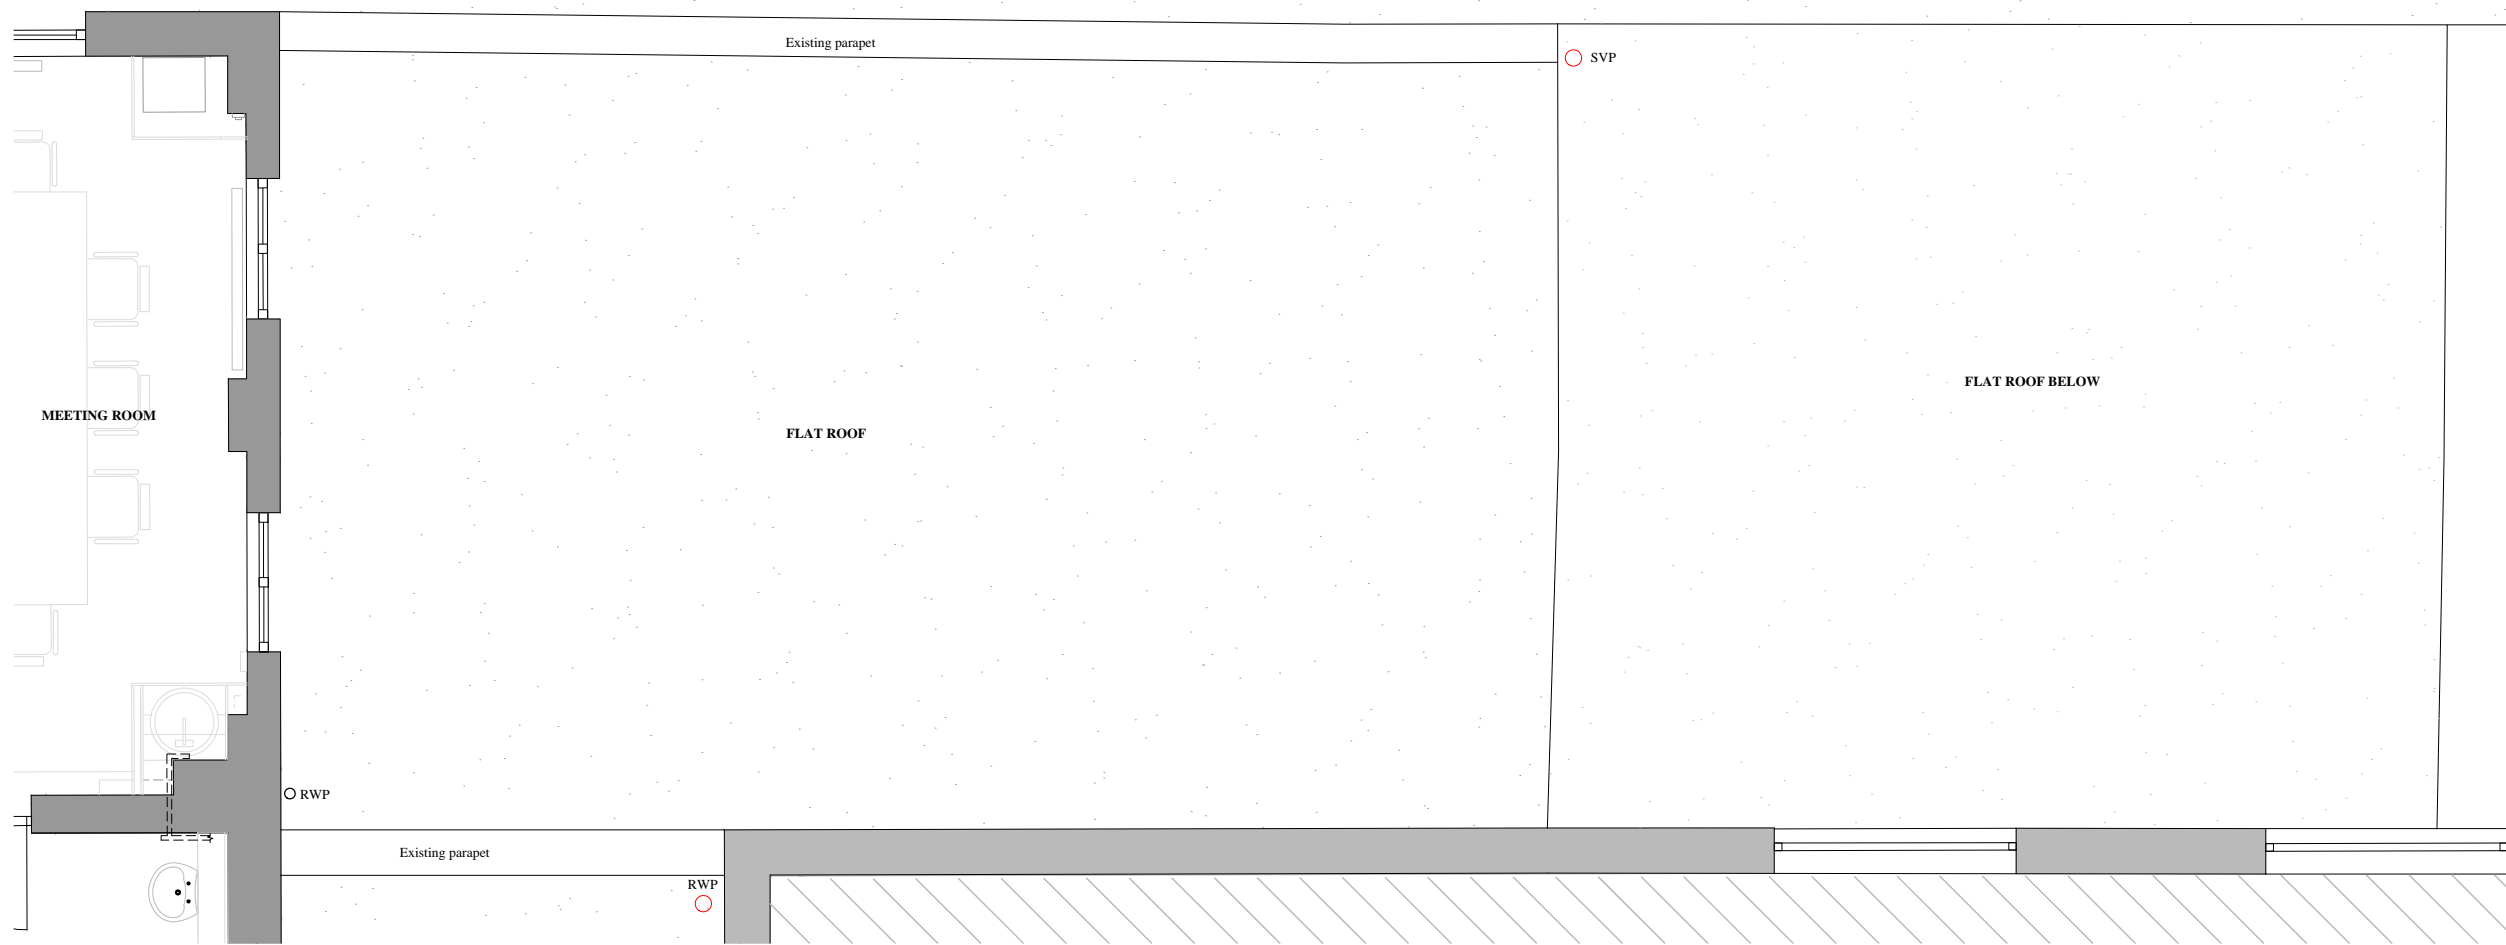 Existing parapet
SVP
FLAT ROOF BELOW
MEETING ROOM
FLAT ROOF
RWP
Existing parapet
RWP